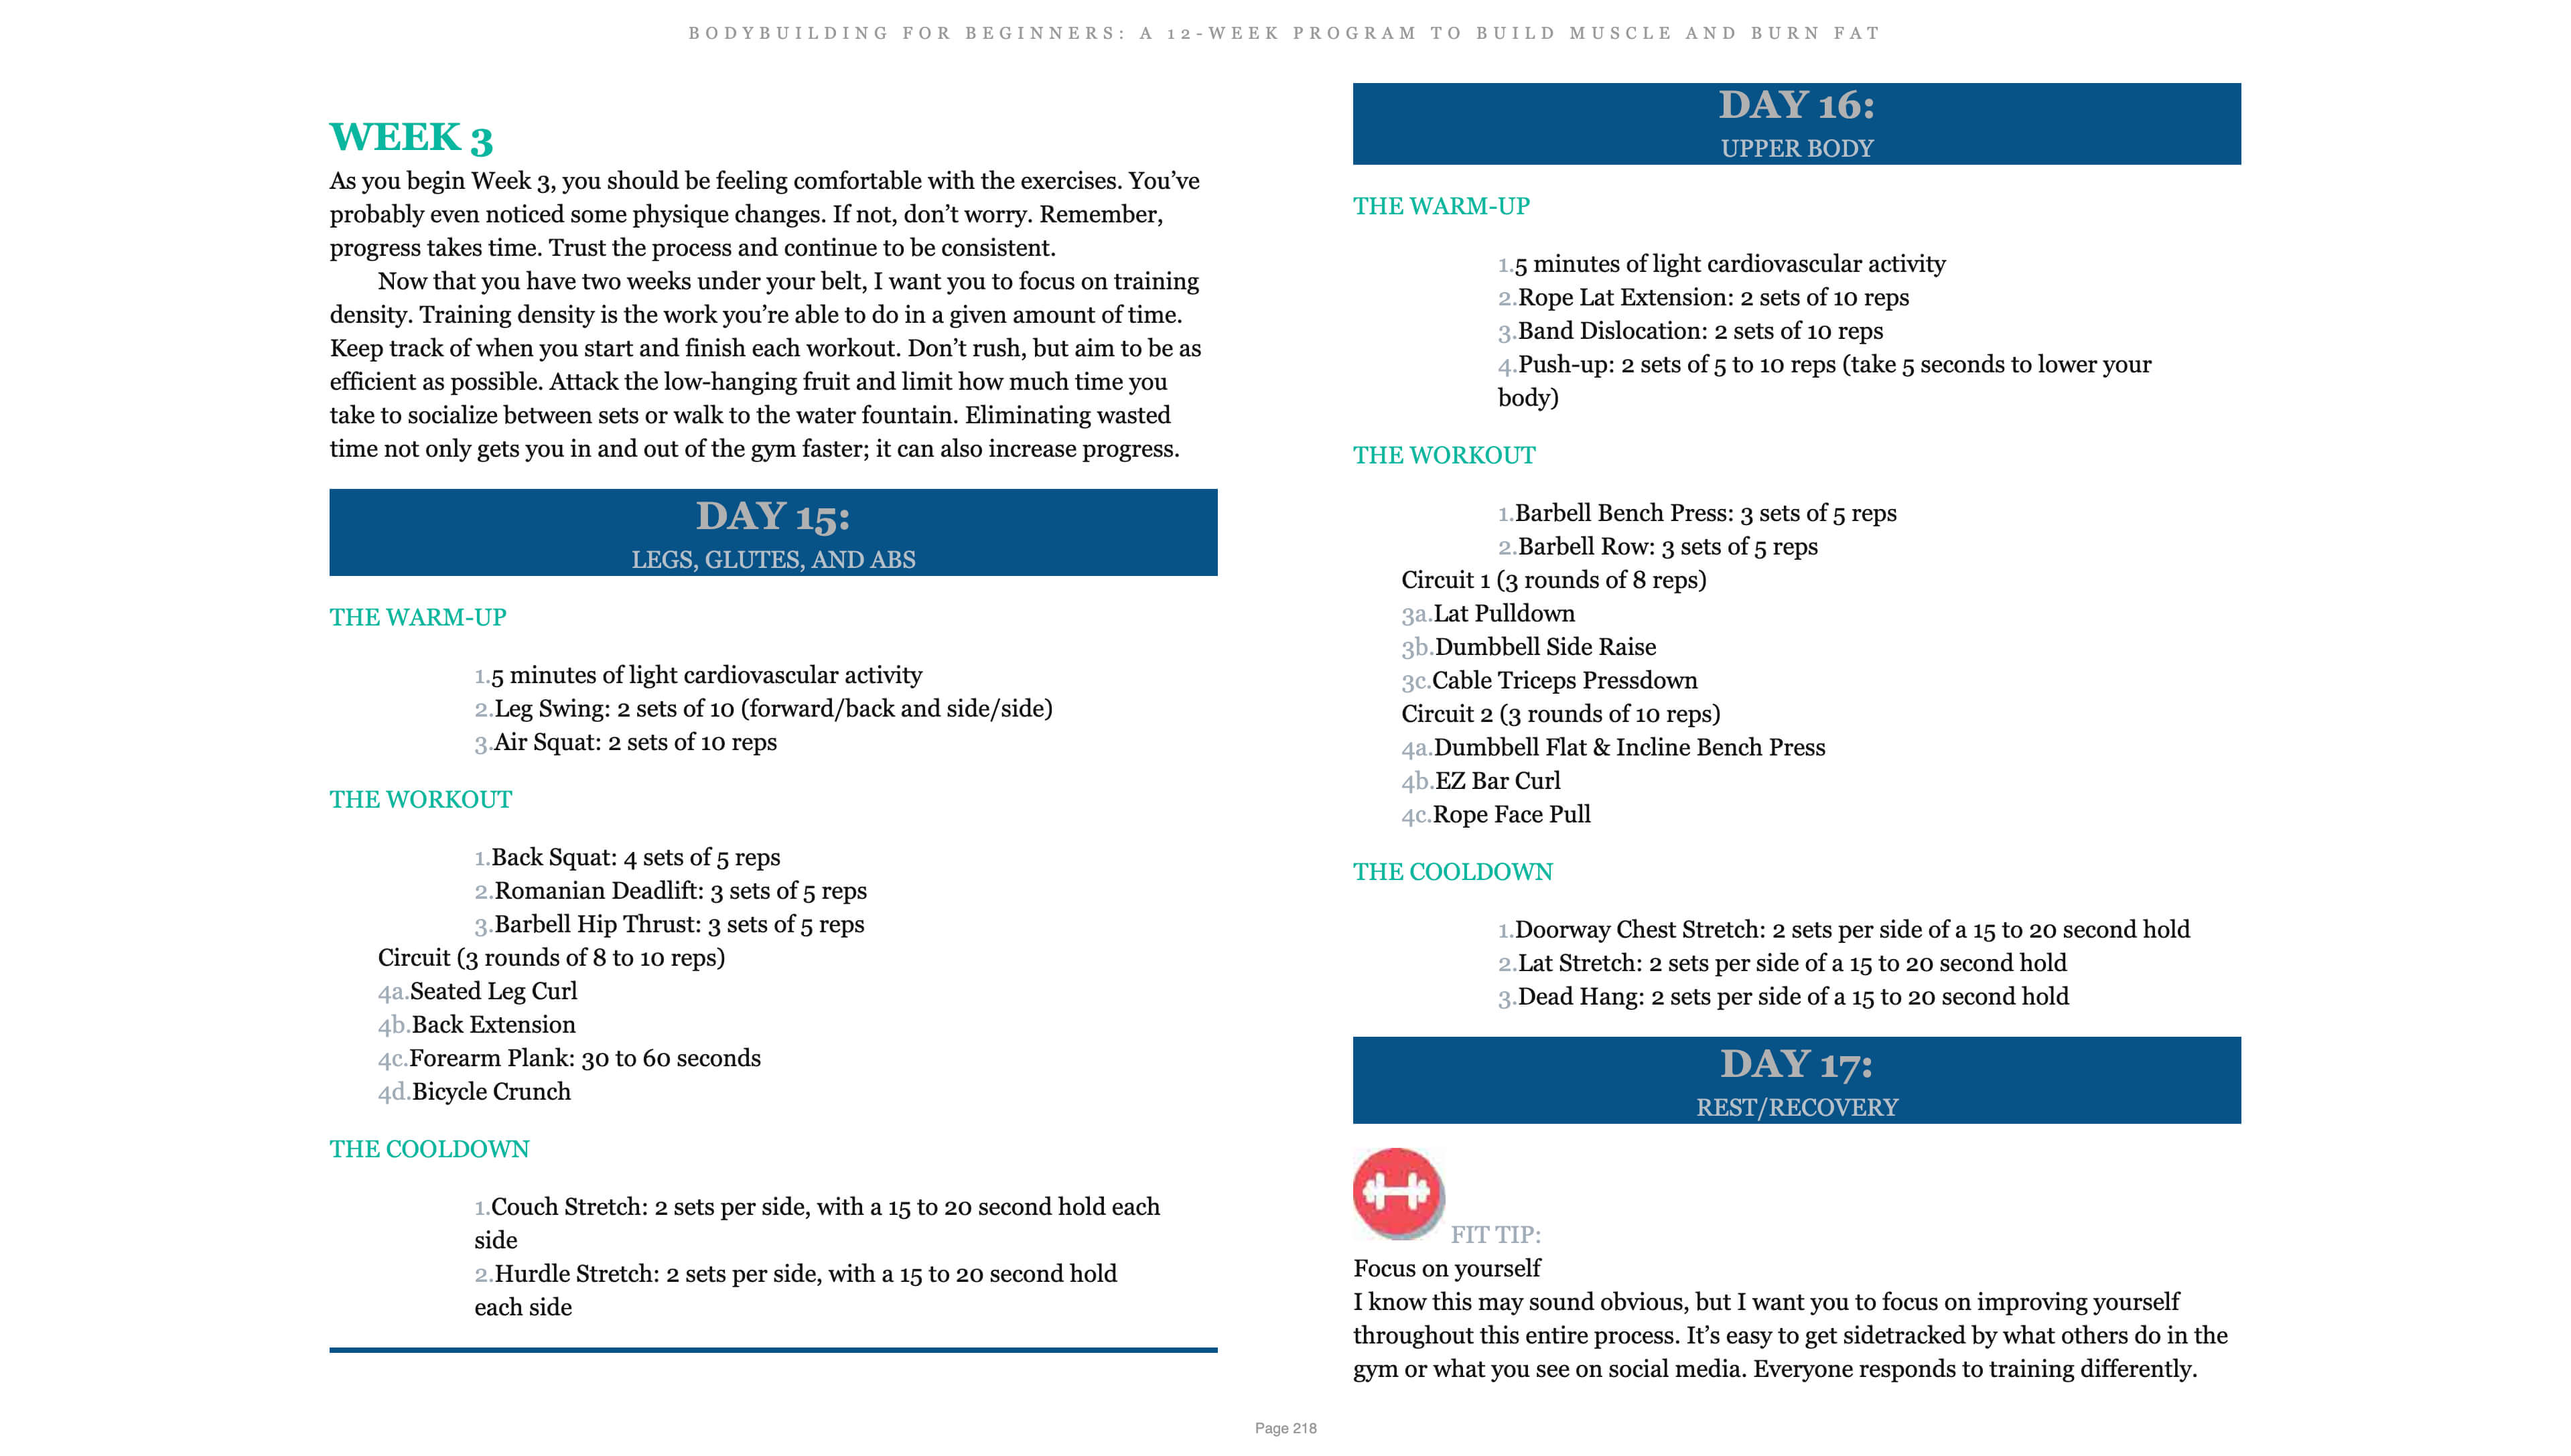 BODYBUILDING FOR BEGINNERS: A 12-WEEK PROGRAM TO BUILD MUSCLE AND BURN FAT
WEEK 3
As you begin Week 3, you should be feeling comfortable with the exercises. You’ve
probably even noticed some physique changes. If not, don’t worry. Remember,
progress takes time. Trust the process and continue to be consistent.
Now that you have two weeks under your belt, I want you to focus on training
density. Training density is the work you’re able to do in a given amount of time.
Keep track of when you start and finish each workout. Don’t rush, but aim to be as
efficient as possible. Attack the low-hanging fruit and limit how much time you
take to socialize between sets or walk to the water fountain. Eliminating wasted
time not only gets you in and out of the gym faster; it can also increase progress.
DAY 15:
LEGS, GLUTES, AND ABS
THE WARM-UP
1.5 minutes of light cardiovascular activity
2.Leg Swing: 2 sets of 10 (forward/back and side/side)
3.Air Squat: 2 sets of 10 reps
THE WORKOUT
1.Back Squat: 4 sets of 5 reps
2.Romanian Deadlift: 3 sets of 5 reps
3.Barbell Hip Thrust: 3 sets of 5 reps
Circuit (3 rounds of 8 to 10 reps)
4a.Seated Leg Curl
4b.Back Extension
4c.Forearm Plank: 30 to 60 seconds
4d.Bicycle Crunch
THE COOLDOWN
1.Couch Stretch: 2 sets per side, with a 15 to 20 second hold each
side
2.Hurdle Stretch: 2 sets per side, with a 15 to 20 second hold
each side
DAY 16:
UPPER BODY
THE WARM-UP
1.5 minutes of light cardiovascular activity
2.Rope Lat Extension: 2 sets of 10 reps
3.Band Dislocation: 2 sets of 10 reps
4.Push-up: 2 sets of 5 to 10 reps (take 5 seconds to lower your
body)
THE WORKOUT
1.Barbell Bench Press: 3 sets of 5 reps
2.Barbell Row: 3 sets of 5 reps
Circuit 1 (3 rounds of 8 reps)
3a.Lat Pulldown
3b.Dumbbell Side Raise
3c.Cable Triceps Pressdown
Circuit 2 (3 rounds of 10 reps)
4a.Dumbbell Flat & Incline Bench Press
4b.EZ Bar Curl
4c.Rope Face Pull
THE COOLDOWN
1.Doorway Chest Stretch: 2 sets per side of a 15 to 20 second hold
2.Lat Stretch: 2 sets per side of a 15 to 20 second hold
3.Dead Hang: 2 sets per side of a 15 to 20 second hold
DAY 17:
REST/RECOVERY
FIT TIP:
Focus on yourself
I know this may sound obvious, but I want you to focus on improving yourself
throughout this entire process. It’s easy to get sidetracked by what others do in the
gym or what you see on social media. Everyone responds to training differently.
Page 218